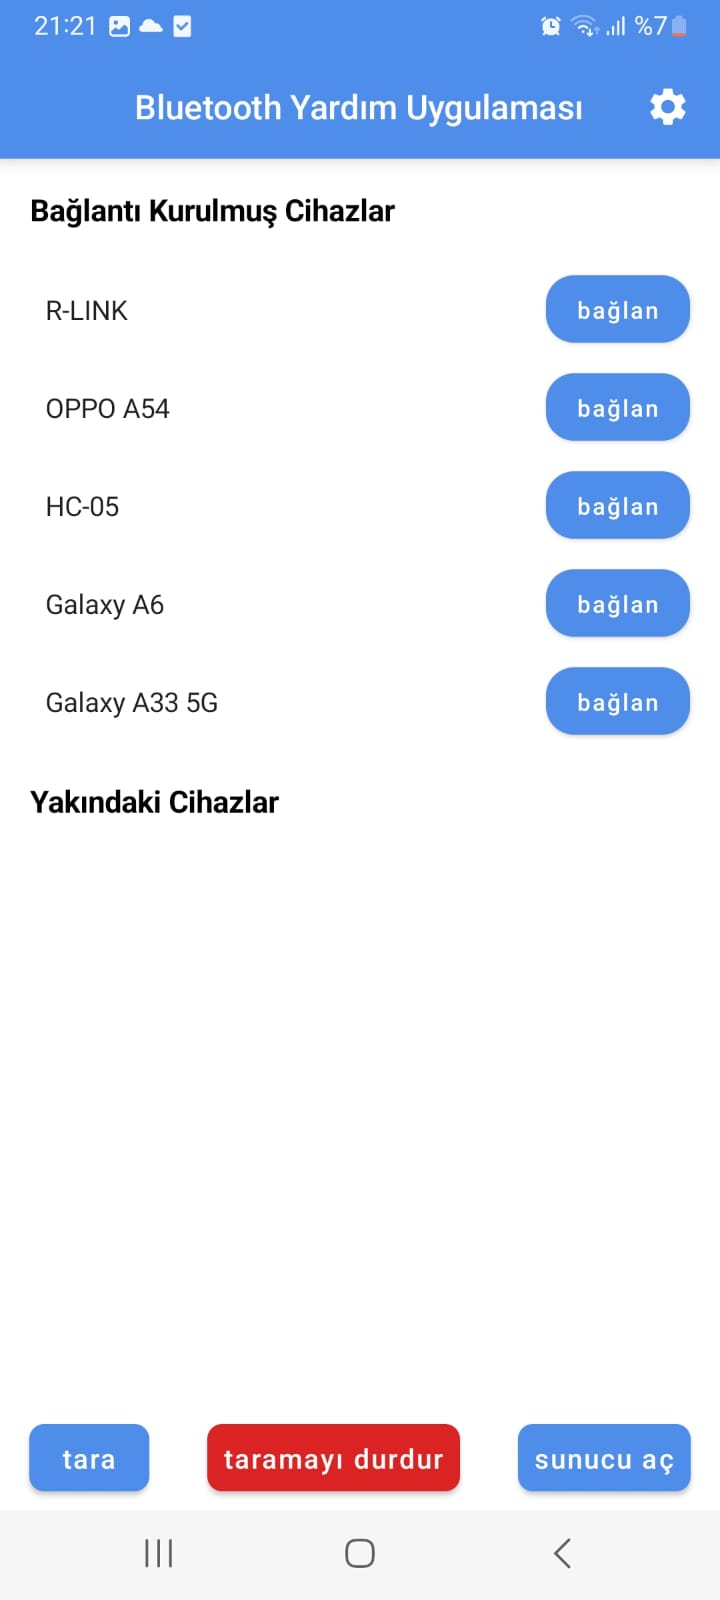 21:21 %7
Bluetooth Yardım Uygulaması
Bağlantı Kurulmuş Cihazlar
R-LINK bağlan
OPPO A54 bağlan
HC-05 bağlan
Galaxy A6 bağlan
Galaxy A33 5G bağlan
Yakındaki Cihazlar
tara taramayı durdur sunucu aç